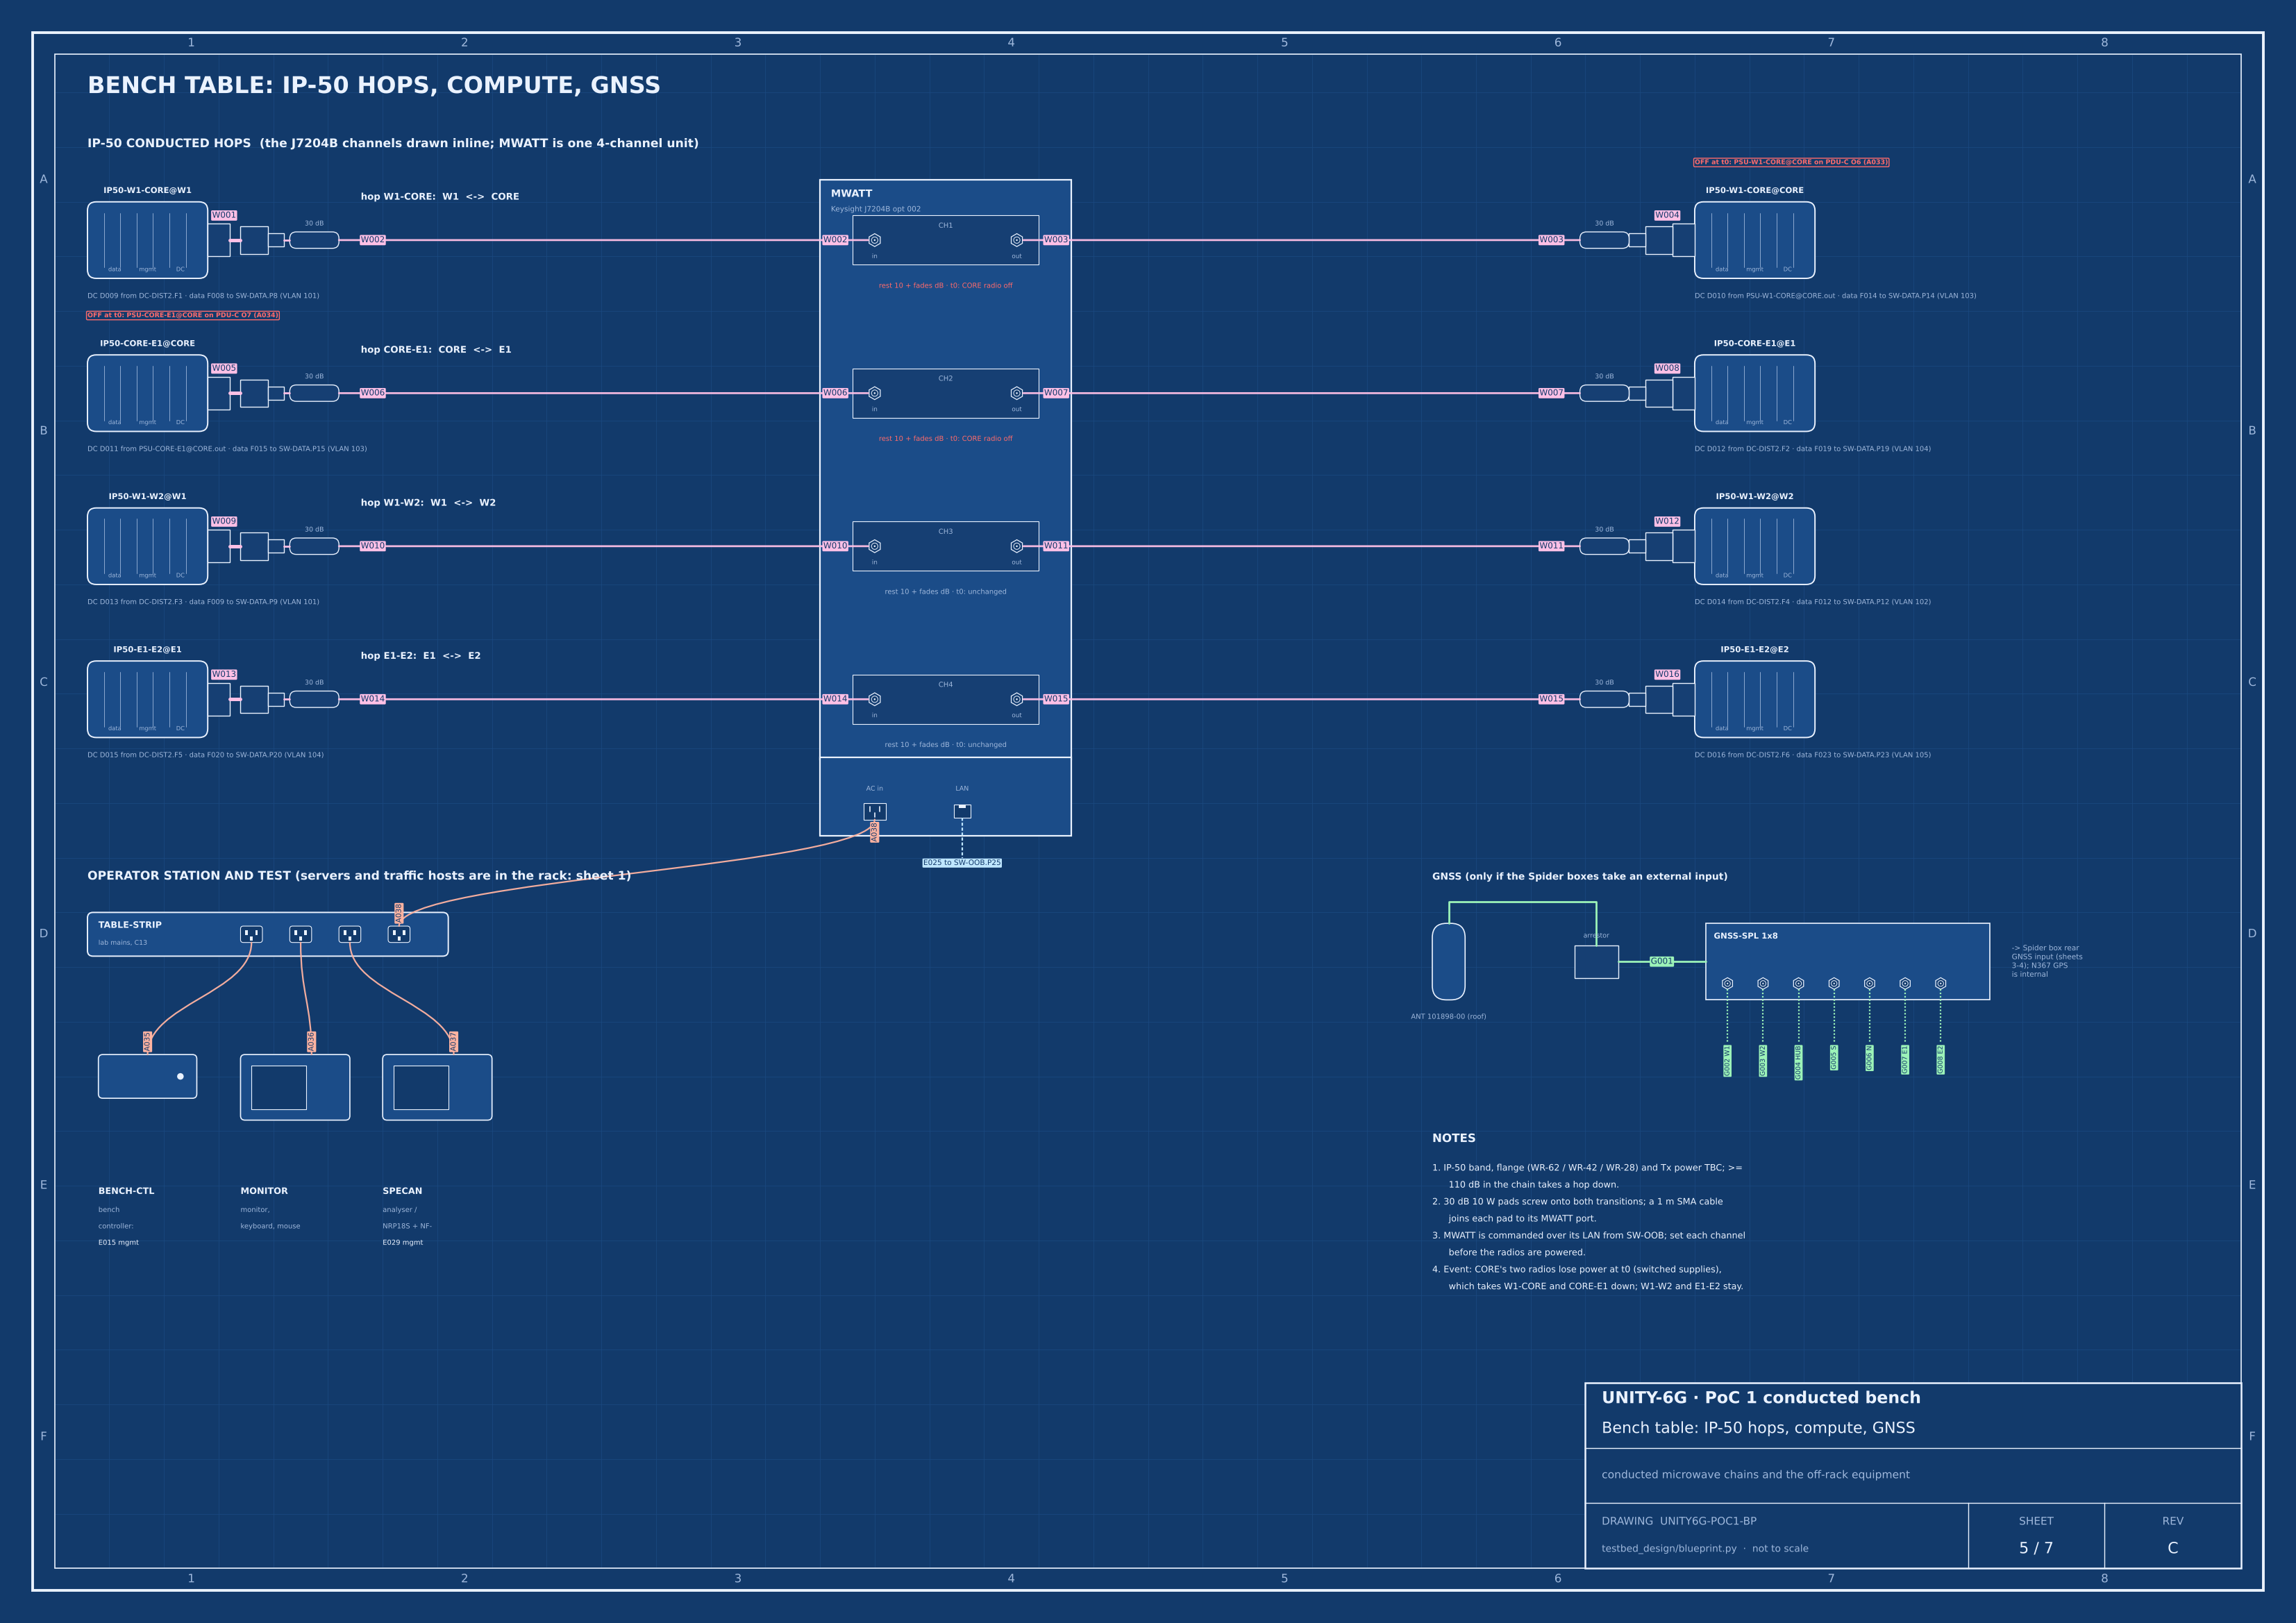 1 2 3 4 5 6 7 8
BENCH TABLE: IP-50 HOPS, COMPUTE, GNSS
IP-50 CONDUCTED HOPS (the J7204B channels drawn inline; MWATT is one 4-channel unit)
OFF at t0: PSU-W1-CORE@CORE on PDU-C O6 (A033)
A A
IP50-W1-CORE@W1
hop W1-CORE: W1 <-> CORE
MWATT
Keysight J7204B opt 002
IP50-W1-CORE@CORE
W001
30 dB
W002
W002
CH1
in
out
W003
W003
30 dB
W004
data mgmt DC
data mgmt DC
rest 10 + fades dB · t0: CORE radio off
DC D009 from DC-DIST2.F1 · data F008 to SW-DATA.P8 (VLAN 101)
DC D010 from PSU-W1-CORE@CORE.out · data F014 to SW-DATA.P14 (VLAN 103)
OFF at t0: PSU-CORE-E1@CORE on PDU-C O7 (A034)
IP50-CORE-E1@CORE
hop CORE-E1: CORE <-> E1
IP50-CORE-E1@E1
W005
30 dB
W006
W006
CH2
in
out
W007
W007
30 dB
W008
data mgmt DC
data mgmt DC
B B
rest 10 + fades dB · t0: CORE radio off
DC D011 from PSU-CORE-E1@CORE.out · data F015 to SW-DATA.P15 (VLAN 103)
DC D012 from DC-DIST2.F2 · data F019 to SW-DATA.P19 (VLAN 104)
IP50-W1-W2@W1
hop W1-W2: W1 <-> W2
IP50-W1-W2@W2
W009
30 dB
W010
W010
CH3
in
out
W011
W011
30 dB
W012
data mgmt DC
data mgmt DC
rest 10 + fades dB · t0: unchanged
DC D013 from DC-DIST2.F3 · data F009 to SW-DATA.P9 (VLAN 101)
DC D014 from DC-DIST2.F4 · data F012 to SW-DATA.P12 (VLAN 102)
IP50-E1-E2@E1
hop E1-E2: E1 <-> E2
IP50-E1-E2@E2
C C
W013
30 dB
W014
W014
CH4
in
out
W015
W015
30 dB
W016
data mgmt DC
data mgmt DC
rest 10 + fades dB · t0: unchanged
DC D015 from DC-DIST2.F5 · data F020 to SW-DATA.P20 (VLAN 104)
DC D016 from DC-DIST2.F6 · data F023 to SW-DATA.P23 (VLAN 105)
AC in
LAN
A038
E025 to SW-OOB.P25
OPERATOR STATION AND TEST (servers and traffic hosts are in the rack: sheet 1)
A038
TABLE-STRIP
lab mains, C13
D D
A035
A036
A037
BENCH-CTL
bench
controller:
E015 mgmt
MONITOR
monitor,
keyboard, mouse
SPECAN
analyser /
NRP18S + NF-
E029 mgmt
GNSS (only if the Spider boxes take an external input)
arrestor
G001
GNSS-SPL 1x8
-> Spider box rear
GNSS input (sheets
3-4); N367 GPS
is internal
ANT 101898-00 (roof)
G002 W1
G003 W2
G004 HUB
G005 S
G006 N
G007 E1
G008 E2
E E
NOTES
1. IP-50 band, flange (WR-62 / WR-42 / WR-28) and Tx power TBC; >=
110 dB in the chain takes a hop down.
2. 30 dB 10 W pads screw onto both transitions; a 1 m SMA cable
joins each pad to its MWATT port.
3. MWATT is commanded over its LAN from SW-OOB; set each channel
before the radios are powered.
4. Event: CORE's two radios lose power at t0 (switched supplies),
which takes W1-CORE and CORE-E1 down; W1-W2 and E1-E2 stay.
F F
UNITY-6G · PoC 1 conducted bench
Bench table: IP-50 hops, compute, GNSS
conducted microwave chains and the off-rack equipment
DRAWING UNITY6G-POC1-BP
testbed_design/blueprint.py · not to scale
SHEET
5 / 7
REV
C
1 2 3 4 5 6 7 8